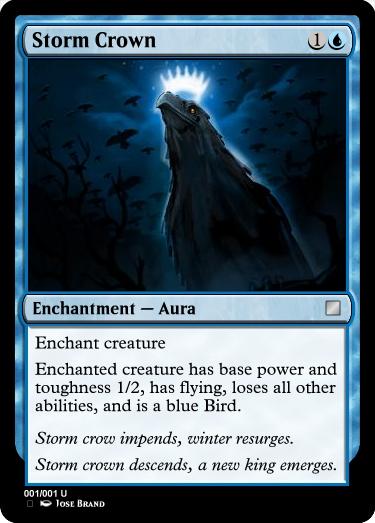 Storm Crown 1
Enchantment — Aura
Enchant creature
Enchanted creature has base power and
toughness 1/2, has flying, loses all other
abilities, and is a blue Bird.
Storm crow impends, winter resurges.
Storm crown descends, a new king emerges.
001/001 U
Jose Brand